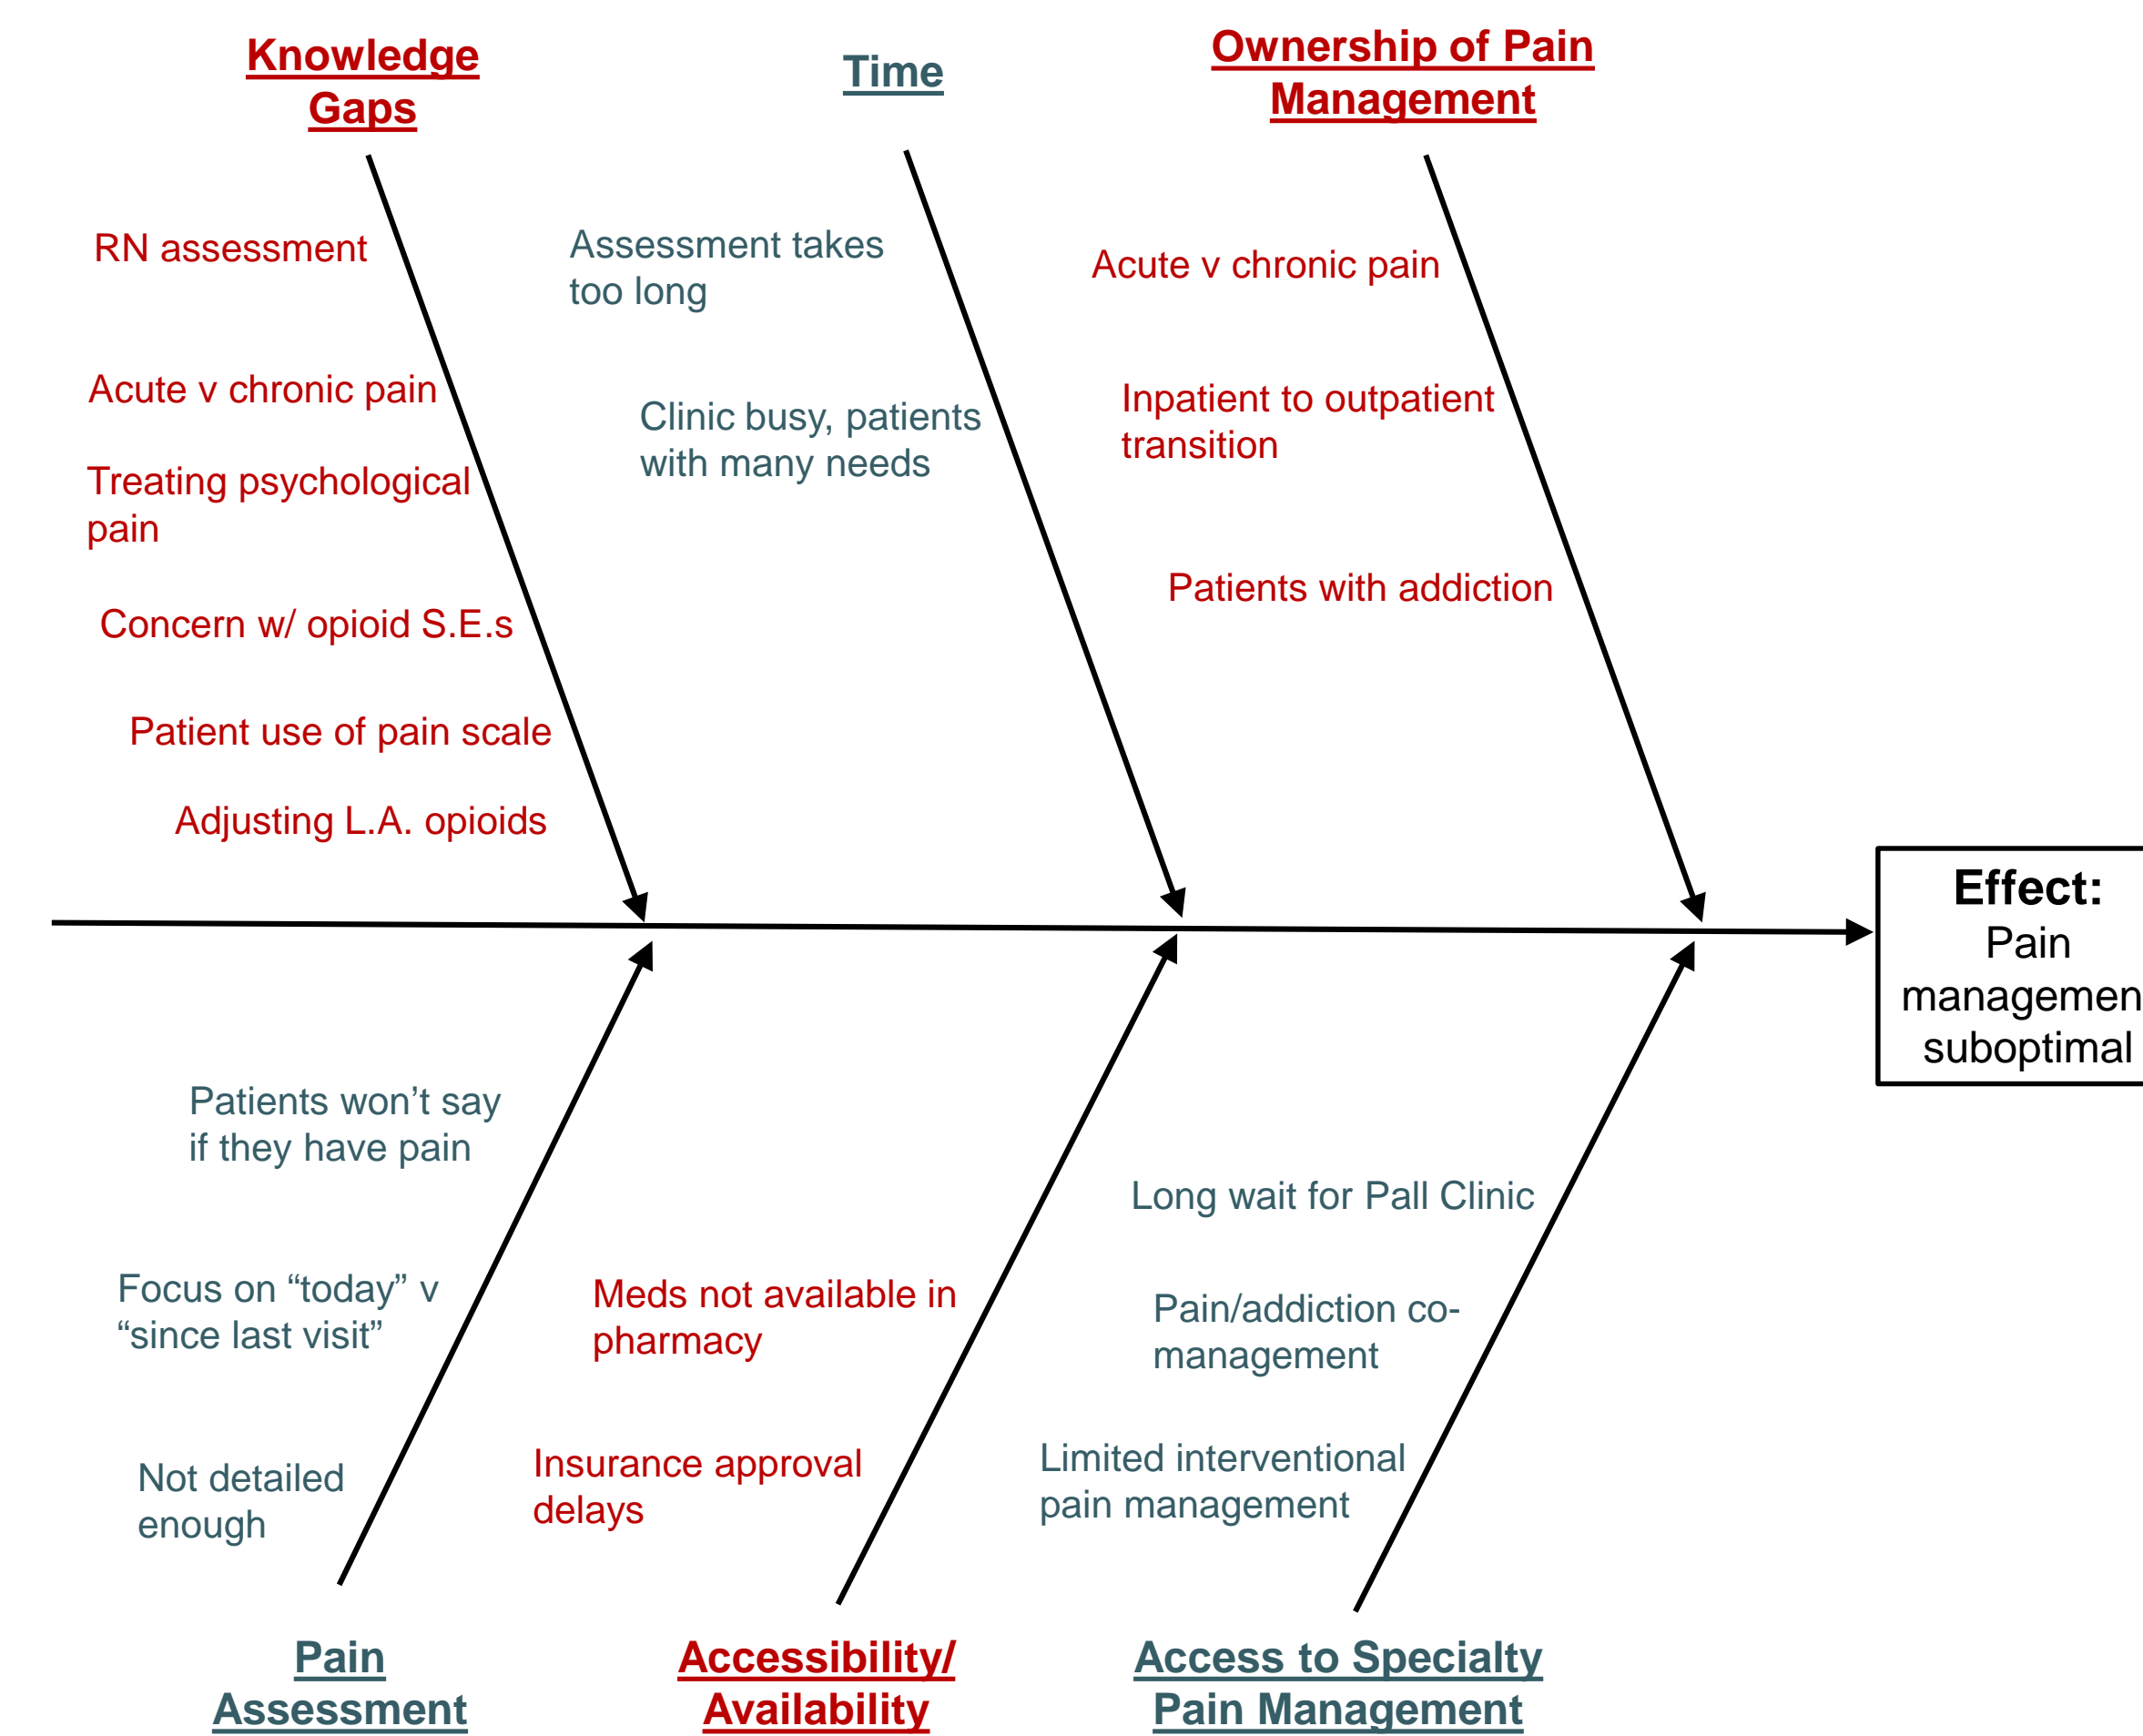 Knowledge
Gaps
RN assessment
Acute v chronic pain
Treating psychological
pain
Concern w/ opioid S.E.s
Patient use of pain scale
Adjusting L.A. opioids
Time
Assessment takes
too long
Clinic busy, patients
with many needs
Ownership of Pain
Management
Acute v chronic pain
Inpatient to outpatient
transition
Patients with addiction
Effect:
Pain
managemen
suboptimal
Patients won’t say
if they have pain
Focus on “today” v
“since last visit”
Not detailed
enough
Pain
Assessment
Meds not available in
pharmacy
Insurance approval
delays
Accessibility/
Availability
Long wait for Pall Clinic
Pain/addiction co-
management
Limited interventional
pain management
Access to Specialty
Pain Management